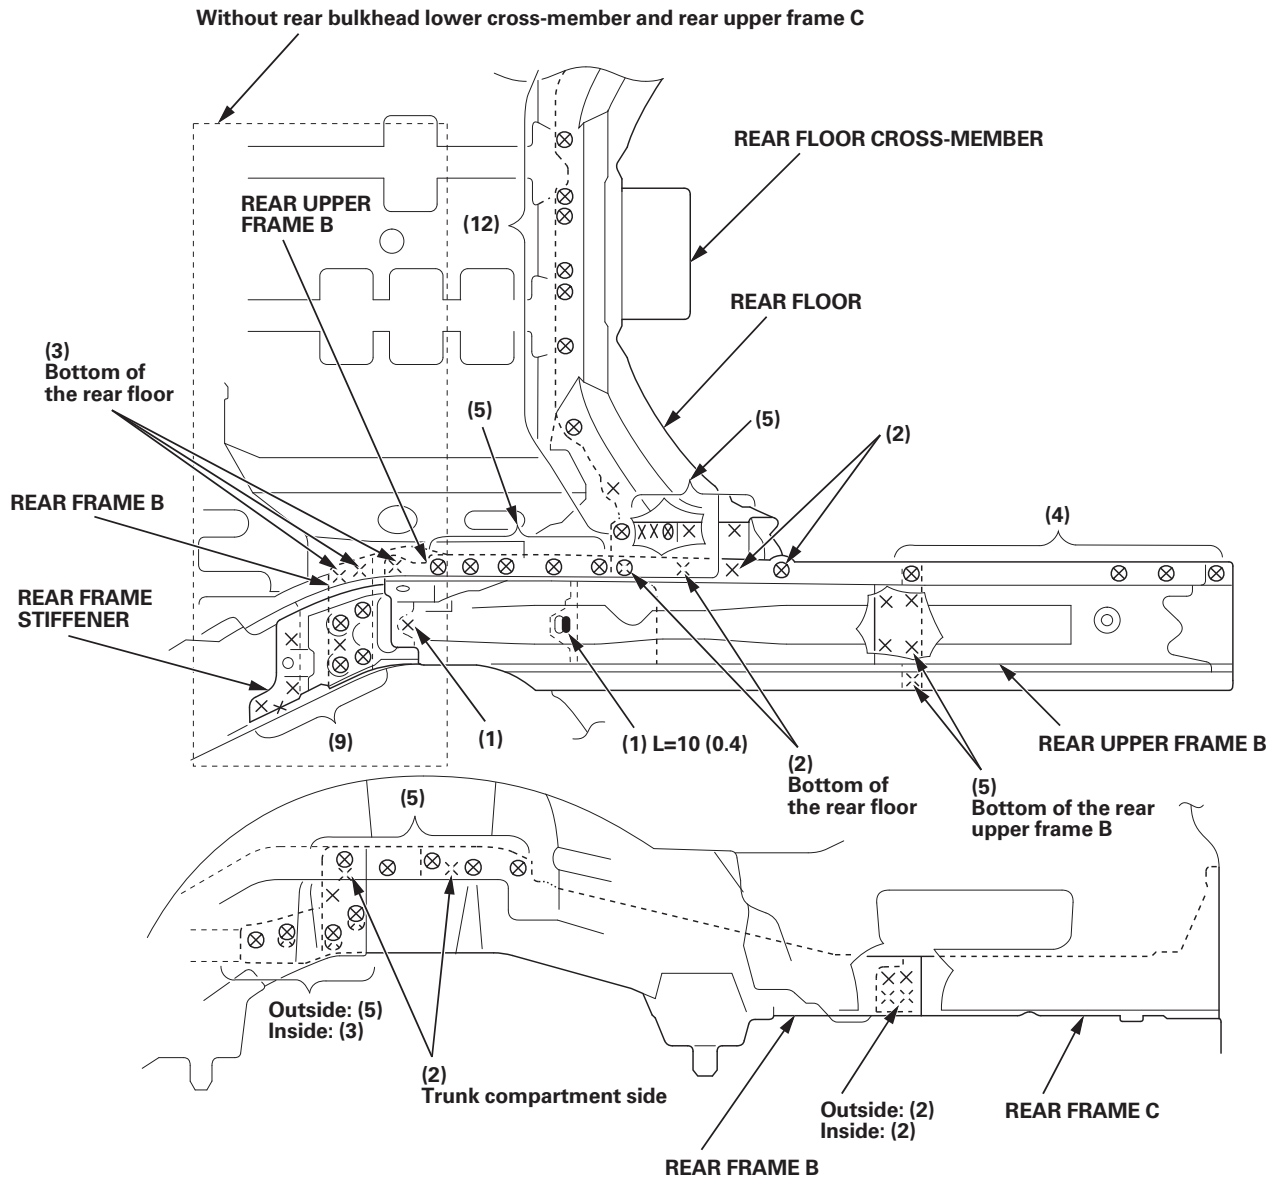 Without rear bulkhead lower cross-member and rear upper frame C
REAR FLOOR CROSS-MEMBER
REAR UPPER
FRAME B
(12)
REAR FLOOR
(3)
Bottom of
the rear floor
(5)
(5)
(2)
REAR FRAME B
(4)
REAR FRAME
STIFFENER
(9)
(1)
(1) L=10 (0.4)
(2)
Bottom of
the rear floor
REAR UPPER FRAME B
(5)
Bottom of the rear
upper frame B
(5)
Outside: (5)
Inside: (3)
(2)
Trunk compartment side
Outside: (2)
Inside: (2)
REAR FRAME C
REAR FRAME B